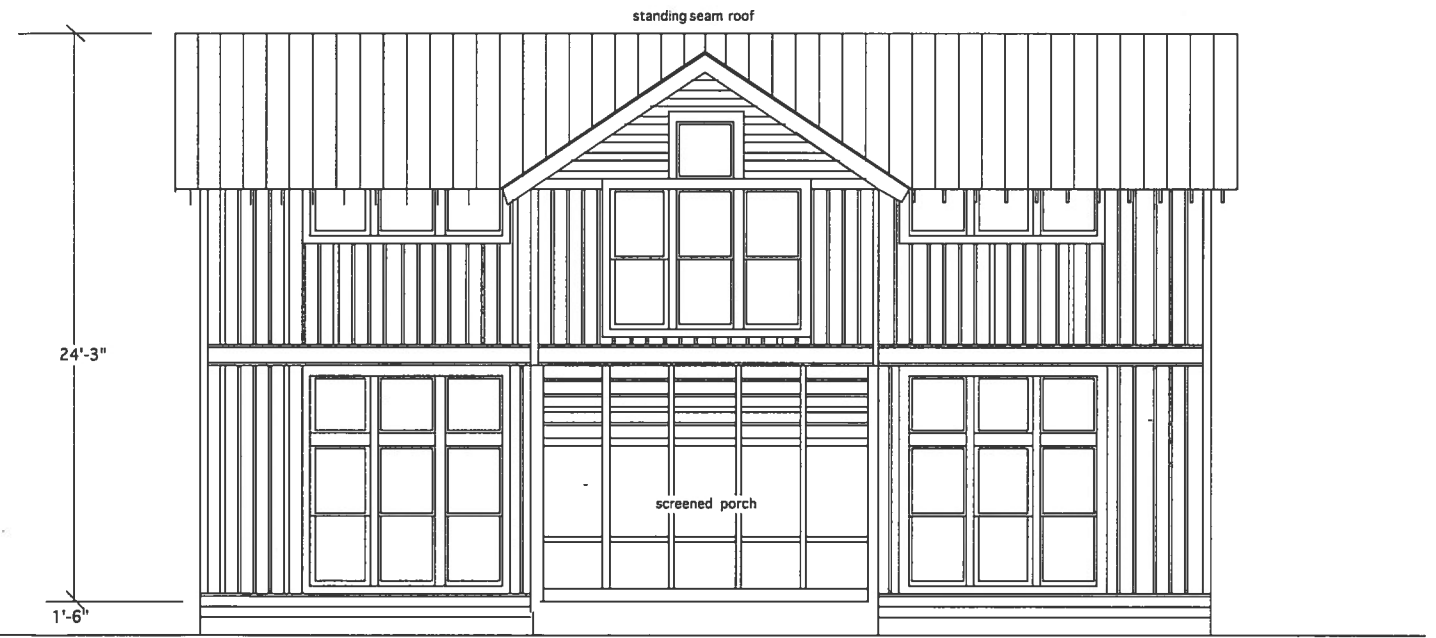 standing seam roof
24'-3"
screened porch
1'-6"